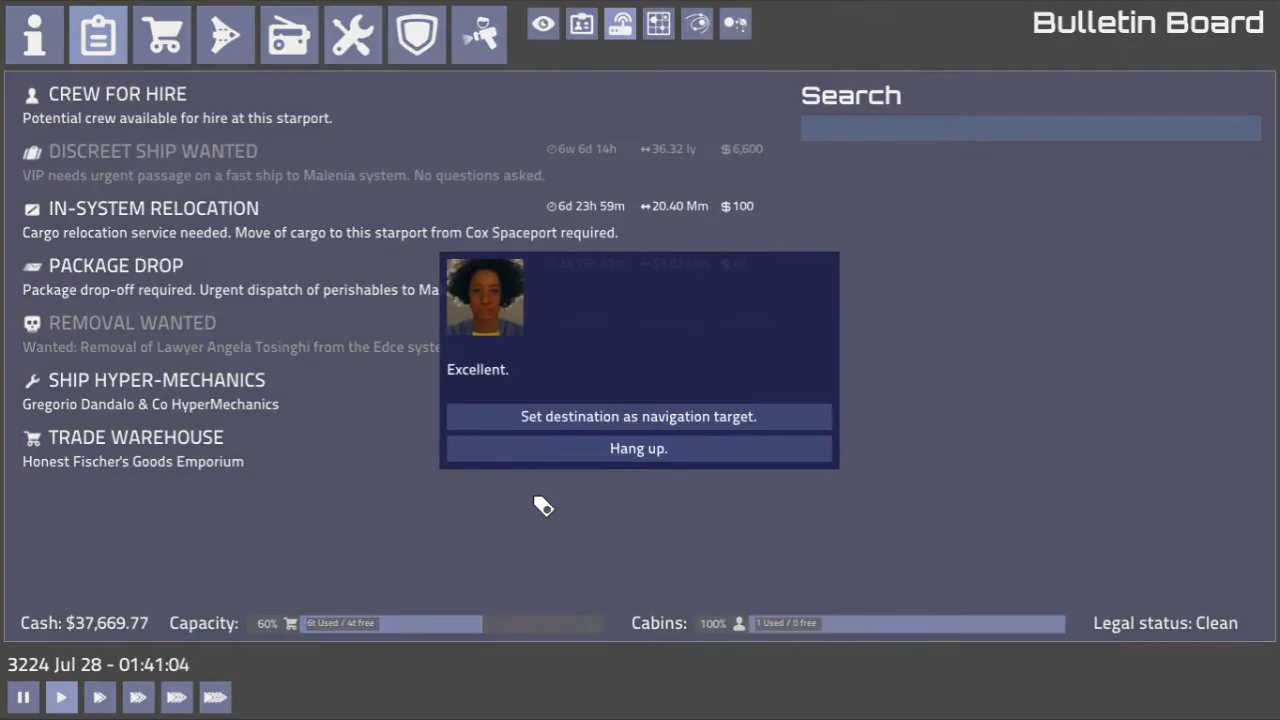 Bulletin Board
CREW FOR HIRE
Potential crew available for hire at this starport.
DISCREET SHIP WANTED 6w 6d 14h 36.32 ly $6,600
VIP needs urgent passage on a fast ship to Malenia system. No questions asked.
IN-SYSTEM RELOCATION 6d 23h 59m 20.40 Mm $100
Cargo relocation service needed. Move of cargo to this starport from Cox Spaceport required.
PACKAGE DROP
Package drop-off required. Urgent dispatch of perishables to Ma
REMOVAL WANTED
Wanted: Removal of Lawyer Angela Tosinghi from the Edce syste
SHIP HYPER-MECHANICS
Gregorio Dandalo & Co HyperMechanics
TRADE WAREHOUSE
Honest Fischer's Goods Emporium
Search
Excellent.
Set destination as navigation target.
Hang up.
Cash: $37,669.77 Capacity: 60% 6t Used / 4t free Cabins: 100% 1 Used / 0 free Legal status: Clean
3224 Jul 28 - 01:41:04